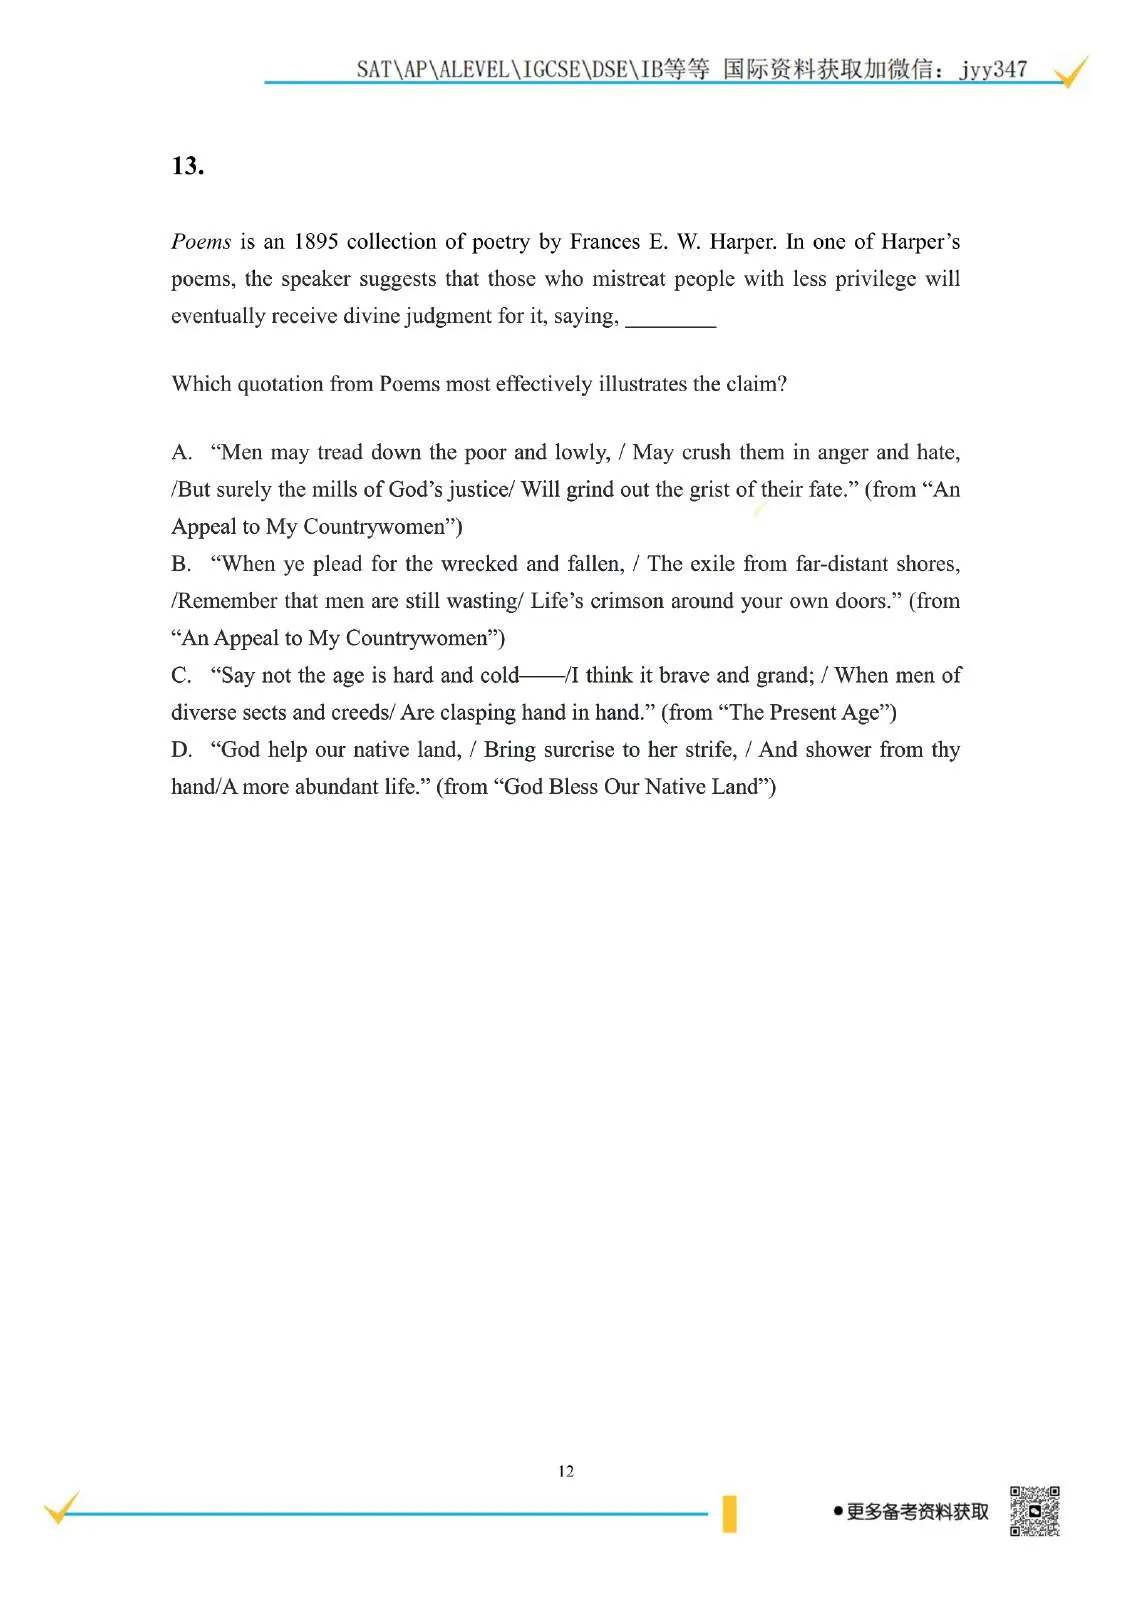 SAT\AP\ALEVEL\IGCSE\DSE\IB等等 国际资料获取加微信：jyy347
13.
Poems is an 1895 collection of poetry by Frances E. W. Harper. In one of Harper’s
poems, the speaker suggests that those who mistreat people with less privilege will
eventually receive divine judgment for it, saying, ________
Which quotation from Poems most effectively illustrates the claim?
A. “Men may tread down the poor and lowly, / May crush them in anger and hate,
/But surely the mills of God’s justice/ Will grind out the grist of their fate.” (from “An
Appeal to My Countrywomen”)
B. “When ye plead for the wrecked and fallen, / The exile from far-distant shores,
/Remember that men are still wasting/ Life’s crimson around your own doors.” (from
“An Appeal to My Countrywomen”)
C. “Say not the age is hard and cold——/I think it brave and grand; / When men of
diverse sects and creeds/ Are clasping hand in hand.” (from “The Present Age”)
D. “God help our native land, / Bring surcrise to her strife, / And shower from thy
hand/A more abundant life.” (from “God Bless Our Native Land”)
12
●更多备考资料获取